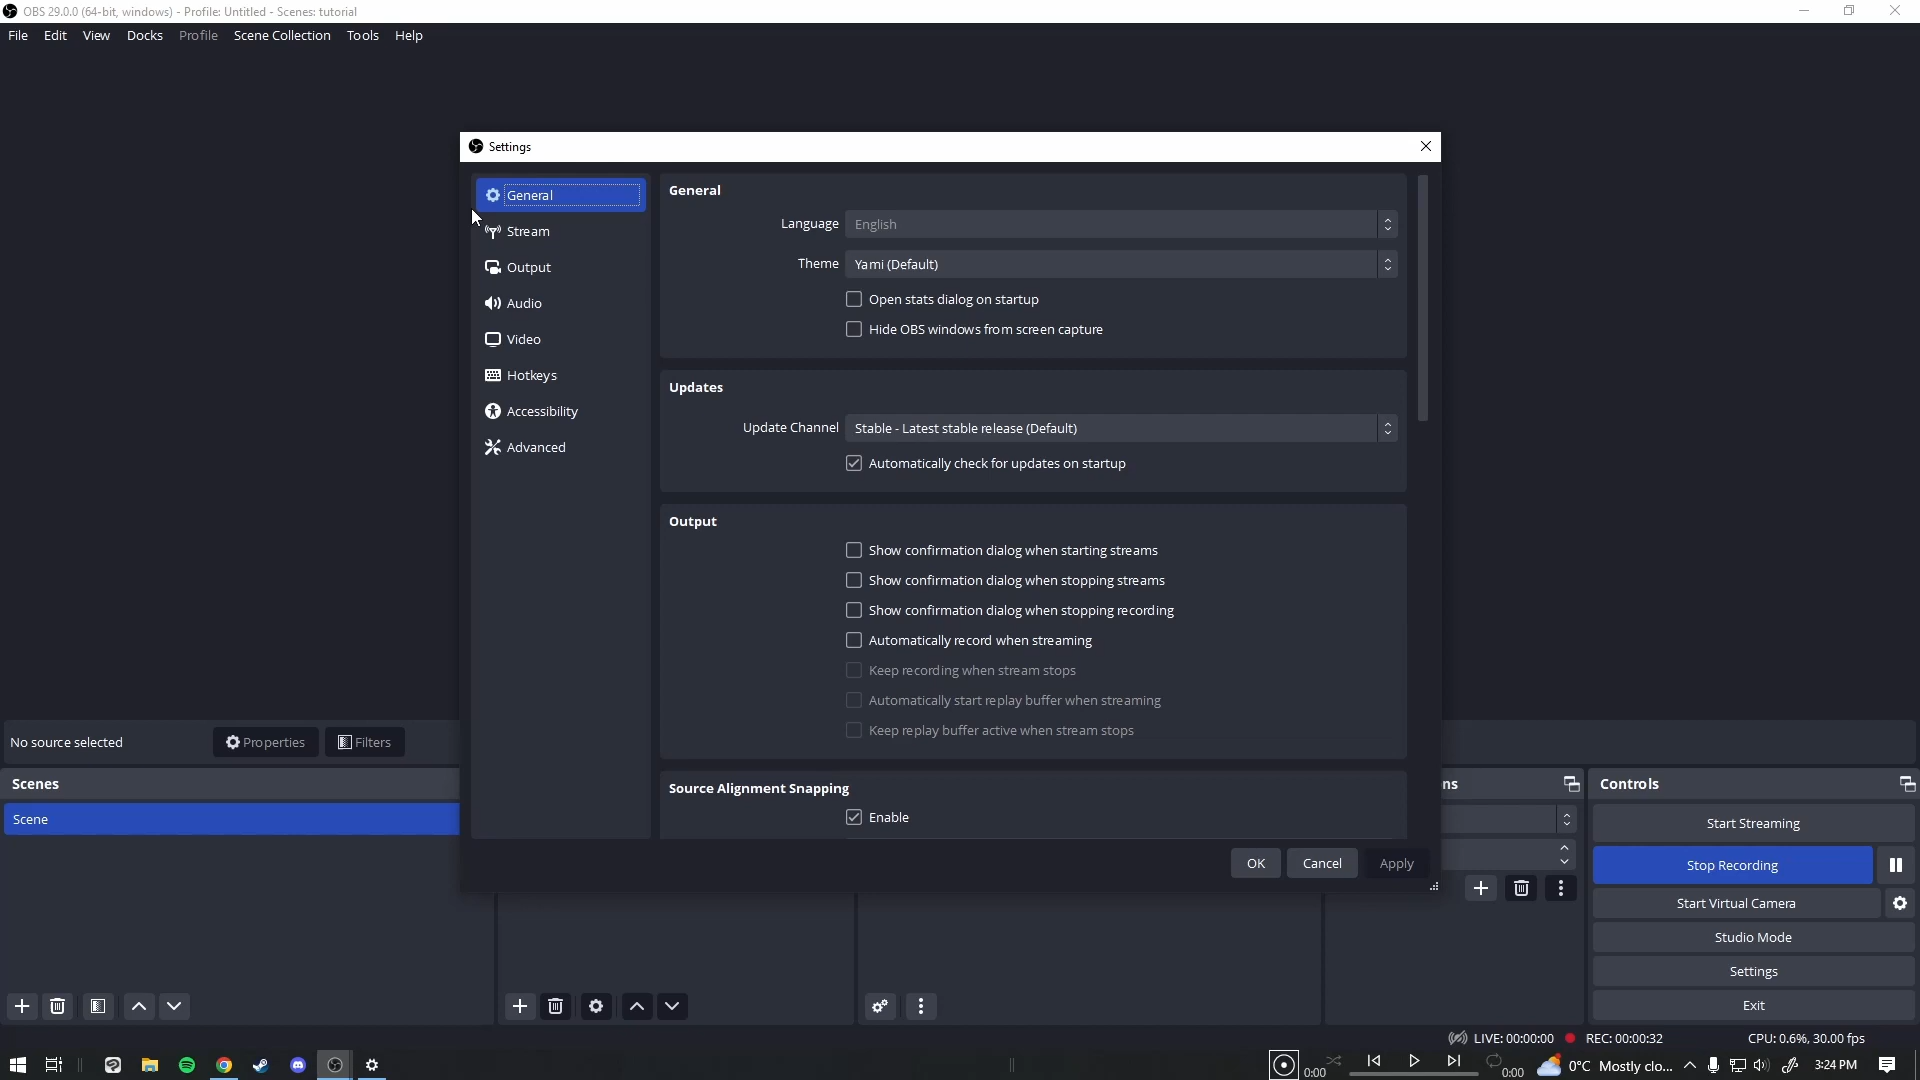 OBS 29.0.0 (64-bit, windows) - Profile: Untitled - Scenes: tutorial
File Edit View Docks Profile Scene Collection Tools Help
Settings
General
Stream
Output
Audio
Video
Hotkeys
Accessibility
Advanced
General
Language English
Theme Yami (Default)
Open stats dialog on startup
Hide OBS windows from screen capture
Updates
Update Channel Stable - Latest stable release (Default)
Automatically check for updates on startup
Output
Show confirmation dialog when starting streams
Show confirmation dialog when stopping streams
Show confirmation dialog when stopping recording
Automatically record when streaming
Keep recording when stream stops
Automatically start replay buffer when streaming
Keep replay buffer active when stream stops
Source Alignment Snapping
Enable
OK Cancel Apply
No source selected Properties Filters
Scenes
Scene
ns
Controls
Start Streaming
Stop Recording
Start Virtual Camera
Studio Mode
Settings
Exit
LIVE: 00:00:00 REC: 00:00:32 CPU: 0.6%, 30.00 fps
0:00 0:00 0°C Mostly clo... 3:24 PM